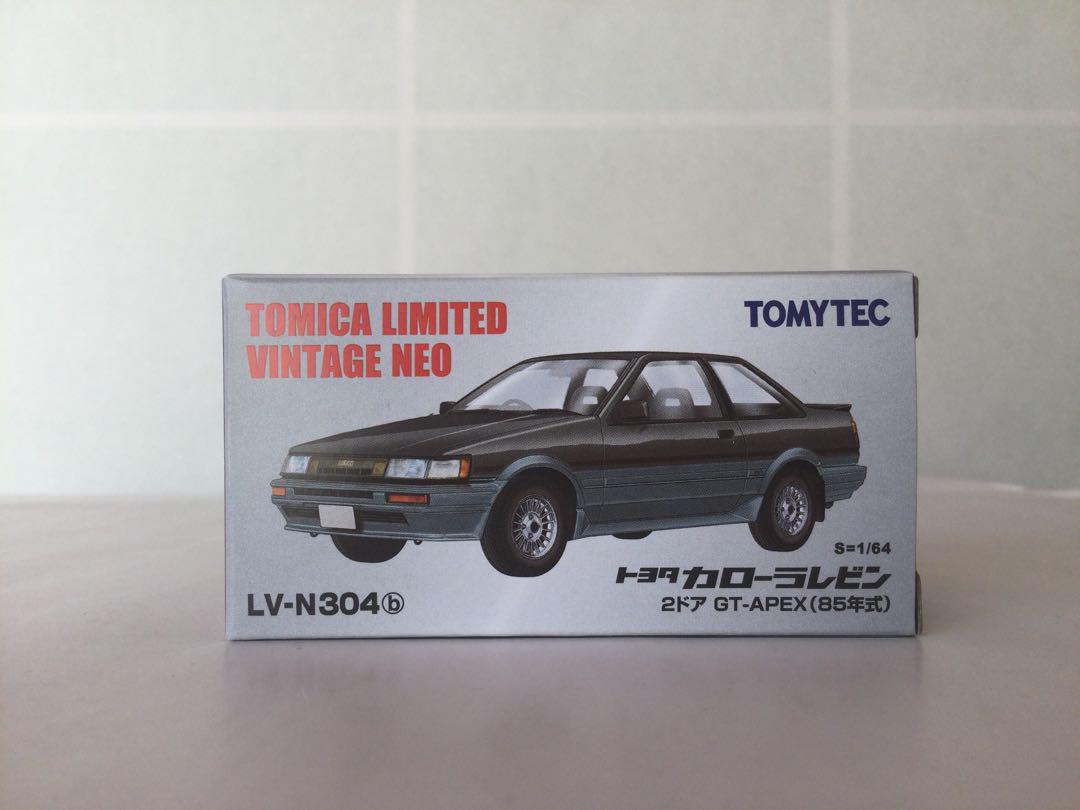 TOMICA LIMITED
VINTAGE NEO
TOMYTEC
S=1/64
トヨタ カローラレビン
2ドア GT-APEX(85年式)
LV-N304ⓑ